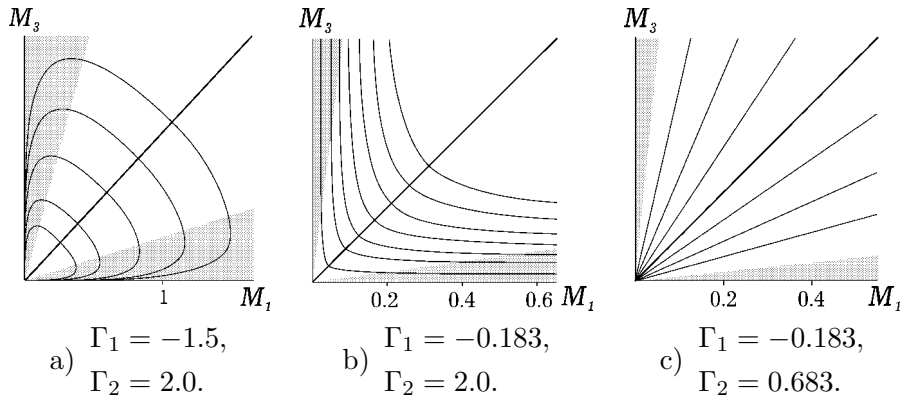 M₃
1
M₁
a) Γ₁ = −1.5,
Γ₂ = 2.0.
M₃
0.2 0.4 0.6
M₁
b) Γ₁ = −0.183,
Γ₂ = 2.0.
M₃
0.2 0.4
M₁
c) Γ₁ = −0.183,
Γ₂ = 0.683.